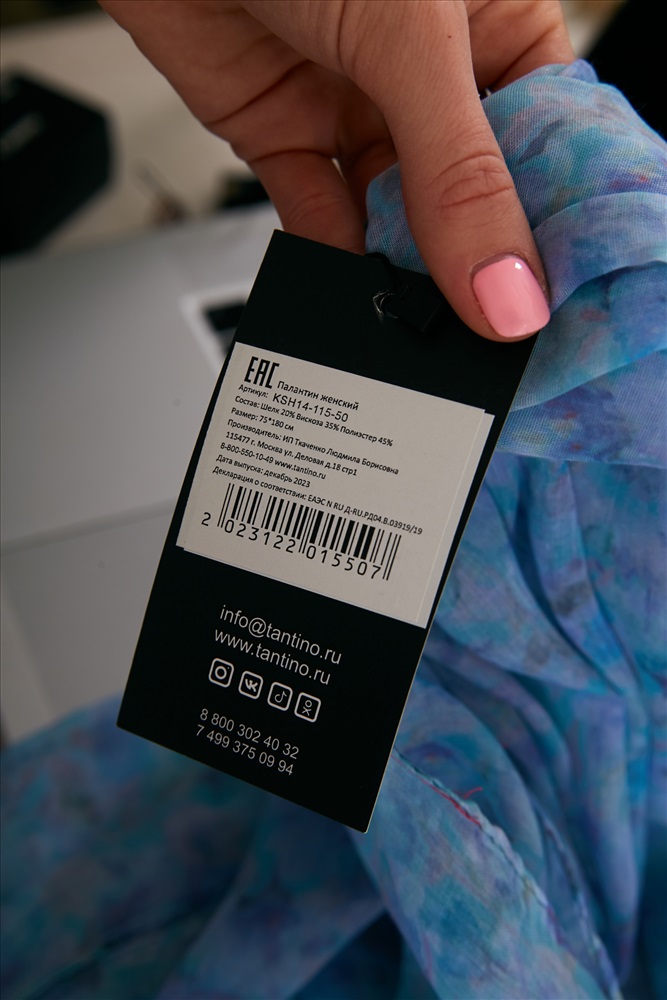 EAC Палантин женский
Артикул: KSH14-115-50
Состав: Шелк 20% Вискоза 35% Полиэстер 45%
Размер: 75*180 см
Производитель: ИП Ткаченко Людмила Борисовна
115477 г. Москва ул. Деловая д.18 стр1
8-800-550-10-49 www.tantino.ru
Дата выпуска: декабрь 2023
Декларация о соответствии: ЕАЭС N RU Д-RU.РД04.В.03919/19
2 023122 015507
info@tantino.ru
www.tantino.ru
8 800 302 40 32
7 499 375 09 94